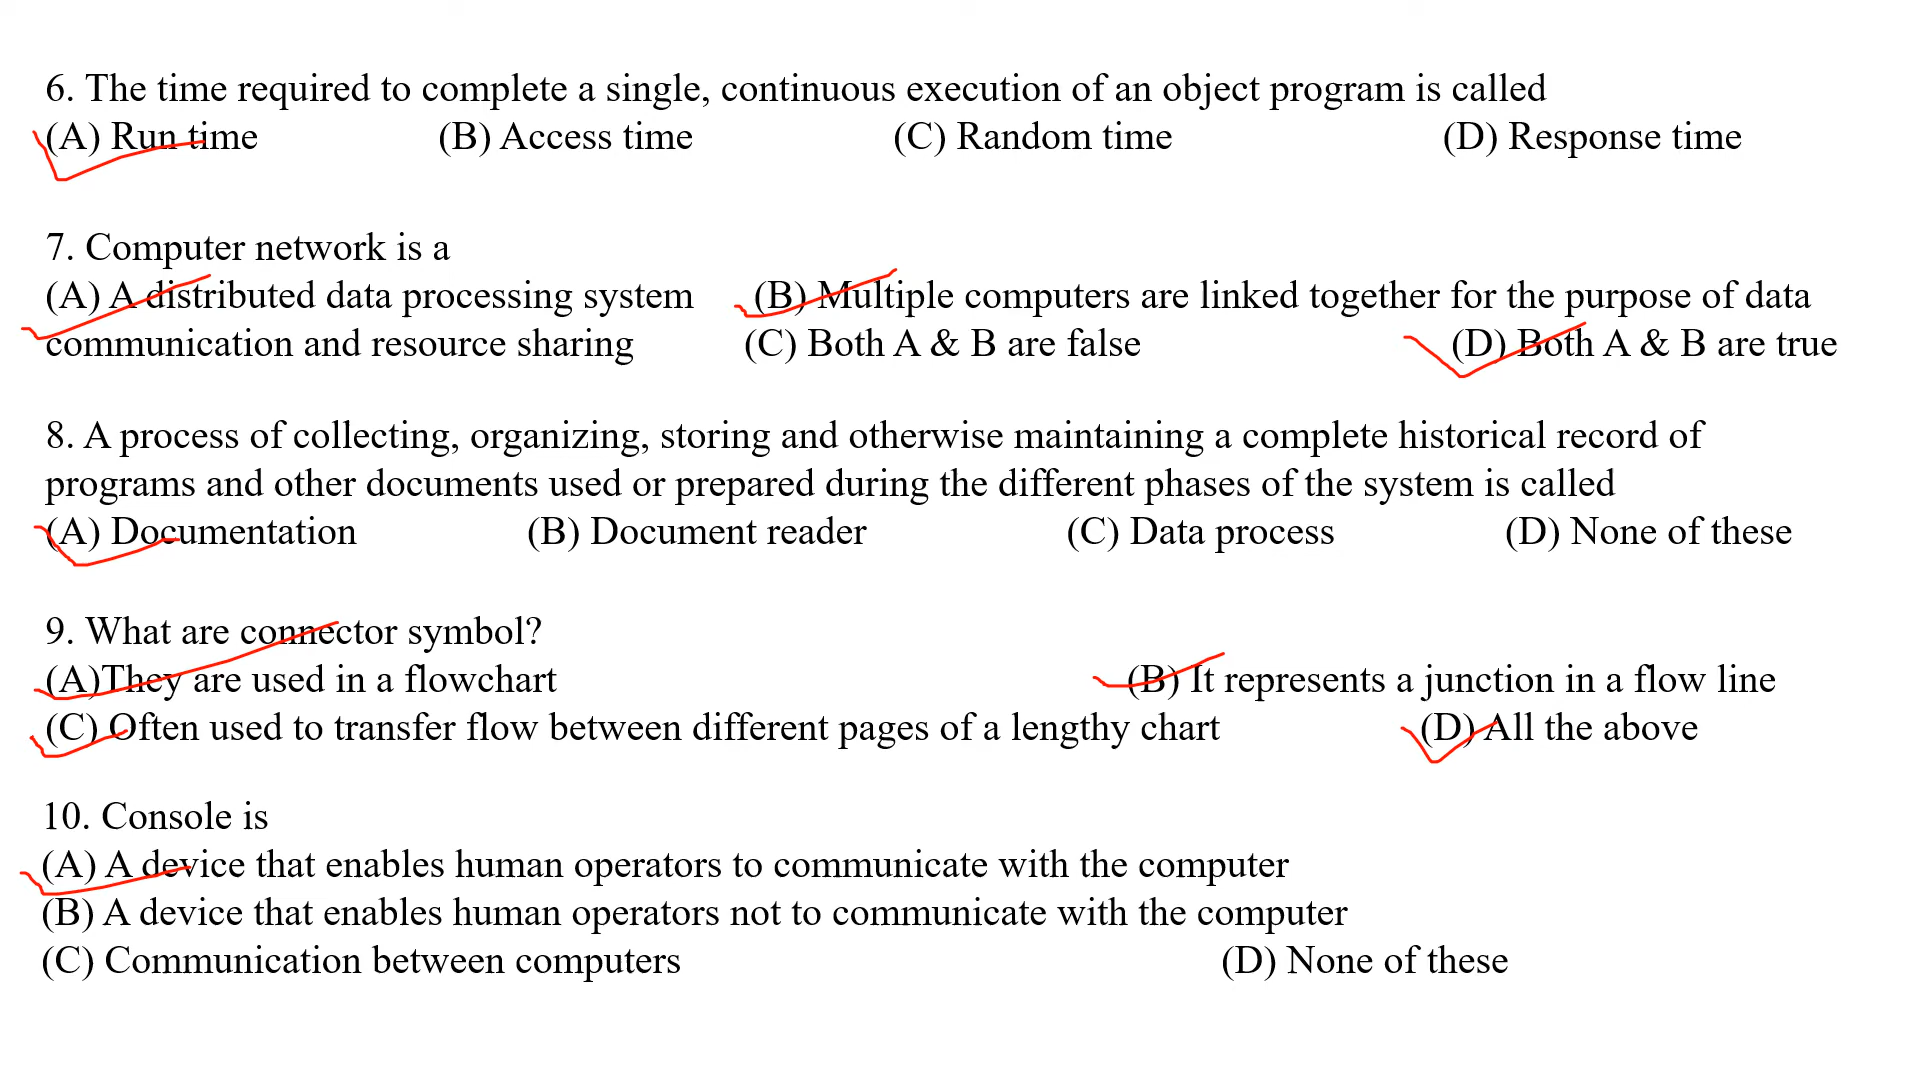 6. The time required to complete a single, continuous execution of an object program is called
(A) Run time (B) Access time (C) Random time (D) Response time
7. Computer network is a
(A) A distributed data processing system (B) Multiple computers are linked together for the purpose of data
communication and resource sharing (C) Both A & B are false (D) Both A & B are true
8. A process of collecting, organizing, storing and otherwise maintaining a complete historical record of
programs and other documents used or prepared during the different phases of the system is called
(A) Documentation (B) Document reader (C) Data process (D) None of these
9. What are connector symbol?
(A)They are used in a flowchart (B) It represents a junction in a flow line
(C) Often used to transfer flow between different pages of a lengthy chart (D) All the above
10. Console is
(A) A device that enables human operators to communicate with the computer
(B) A device that enables human operators not to communicate with the computer
(C) Communication between computers (D) None of these